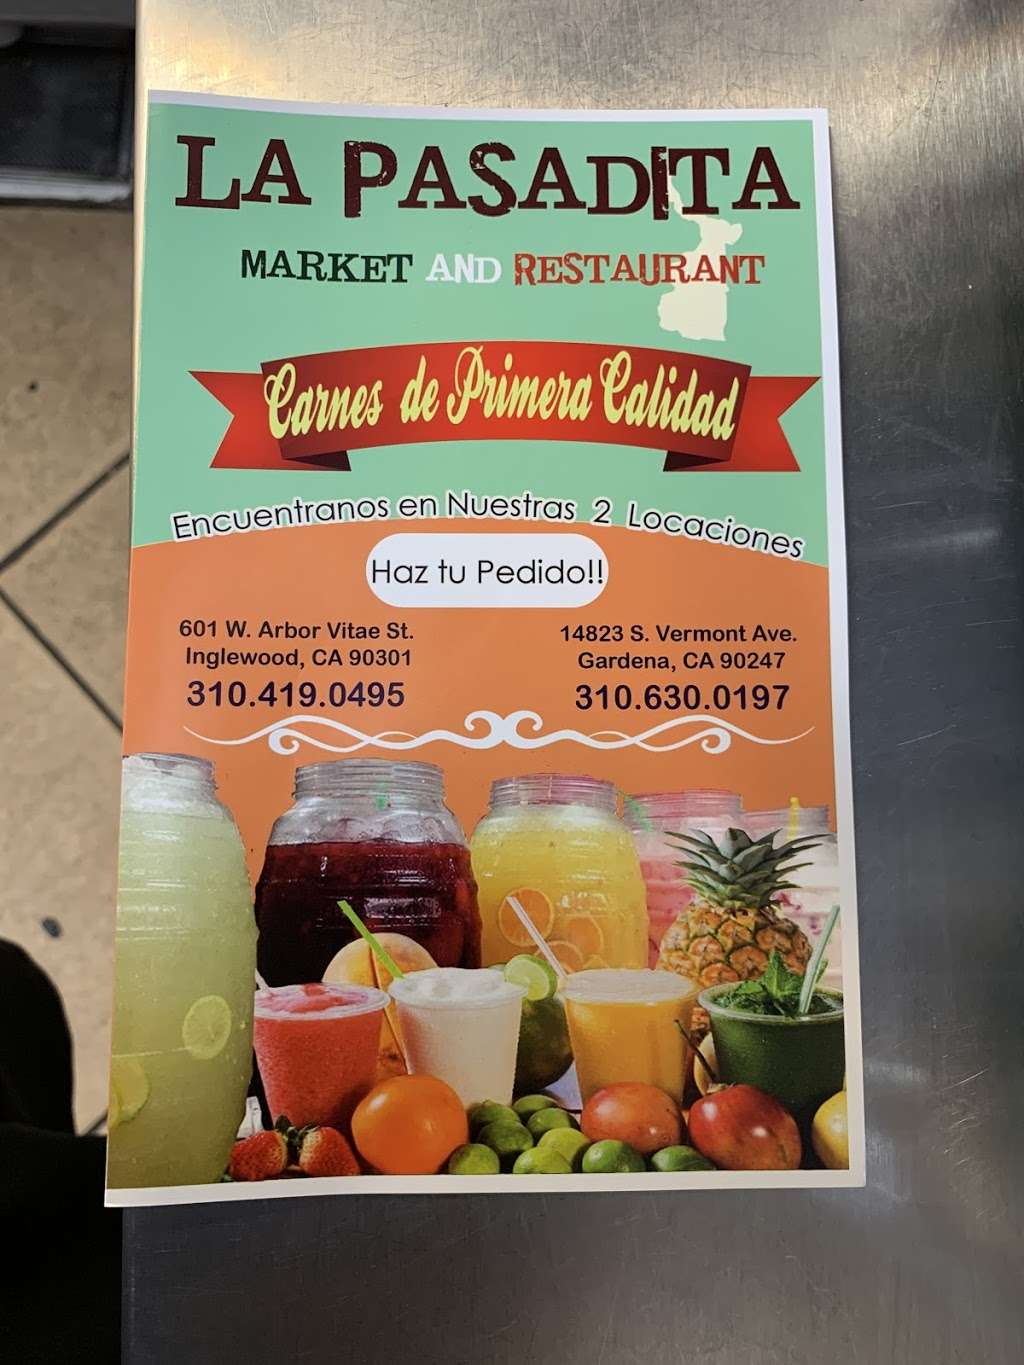 LA PASADITA
MARKET AND RESTAURANT
Carnes de Primera Calidad
Encuentranos en Nuestras 2 Locaciones
Haz tu Pedido!!
601 W. Arbor Vitae St.
Inglewood, CA 90301
310.419.0495
14823 S. Vermont Ave.
Gardena, CA 90247
310.630.0197